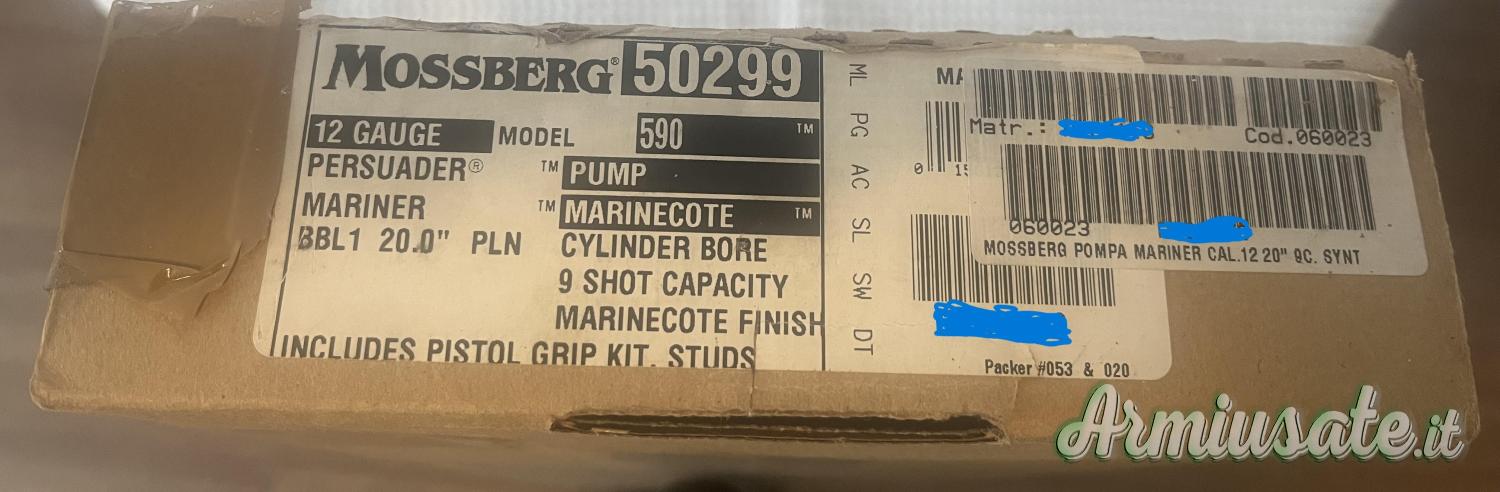 MOSSBERG® 50299
12 GAUGE MODEL 590 ™
PERSUADER® ™ PUMP
MARINER ™ MARINECOTE ™
BBL1 20.0" PLN CYLINDER BORE
9 SHOT CAPACITY
MARINECOTE FINISH
INCLUDES PISTOL GRIP KIT, STUDS
ML PG AC SL SW DT
0 15
Packer #053 & 020
Matr.: Cod.060023
060023
MOSSBERG POMPA MARINER CAL.12 20" 9C. SYNT
Armiusate.it